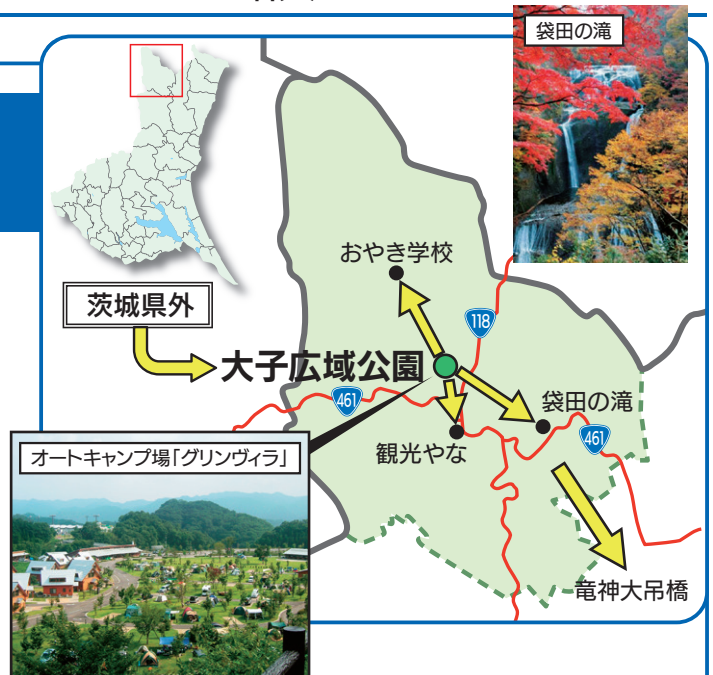 袋田の滝
おやき学校
茨城県外
118
大子広域公園
461
袋田の滝
観光やな
461
オートキャンプ場「グリンヴィラ」
竜神大吊橋